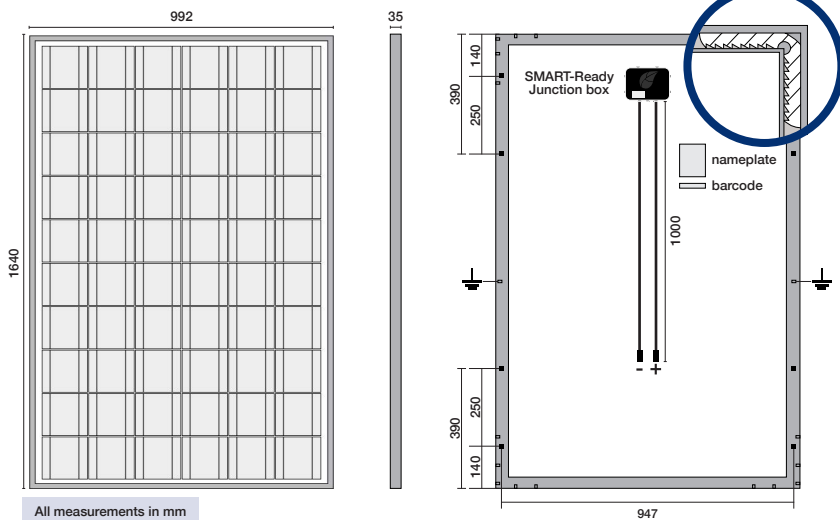 992
35
1640
All measurements in mm
140
390
250
SMART-Ready
Junction box
nameplate
barcode
1000
- +
250
390
140
947